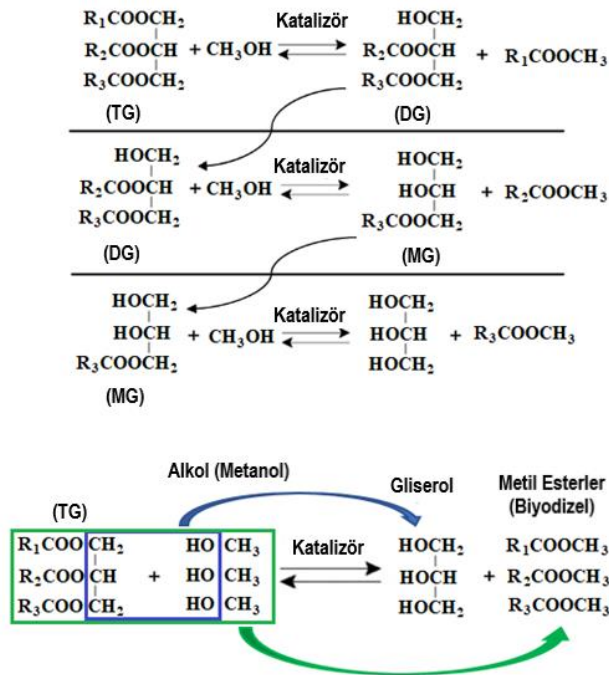 R₁COOCH₂ HOCH₂
Katalizör
R₂COOCH + CH₃OH R₂COOCH + R₁COOCH₃
R₃COOCH₂ R₃COOCH₂
(TG) (DG)
HOCH₂ HOCH₂
Katalizör
R₂COOCH + CH₃OH HOCH + R₂COOCH₃
R₃COOCH₂ R₃COOCH₂
(DG) (MG)
HOCH₂ HOCH₂
Katalizör
HOCH + CH₃OH HOCH + R₃COOCH₃
R₃COOCH₂ HOCH₂
(MG)
Alkol (Metanol) Gliserol Metil Esterler
(TG) (Biyodizel)
R₁COO CH₂ HO CH₃ Katalizör HOCH₂ R₁COOCH₃
R₂COO CH + HO CH₃ HOCH + R₂COOCH₃
R₃COO CH₂ HO CH₃ HOCH₂ R₃COOCH₃